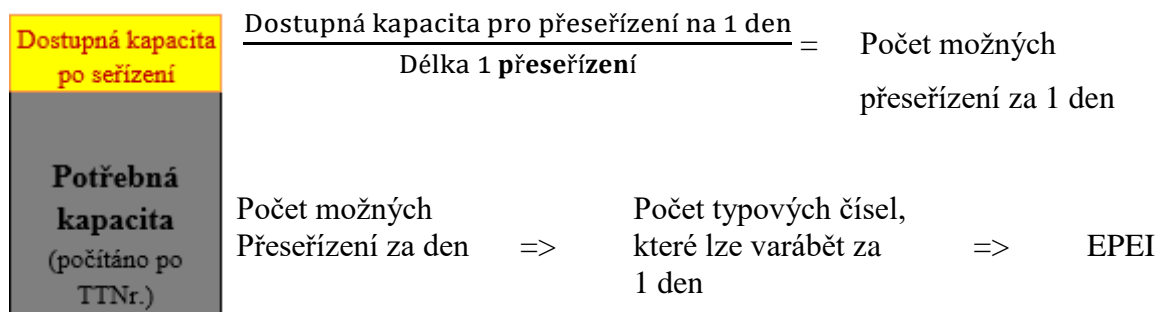 Dostupná kapacita
po seřízení
Dostupná kapacita pro přeseřízení na 1 den
Délka 1 přeseřízení
=
Počet možných
přeseřízení za 1 den
Potřebná
kapacita
(počítáno po
TTNr.)
Počet možných
Přeseřízení za den
=>
Počet typových čísel,
které lze varábět za
1 den
=>
EPEI